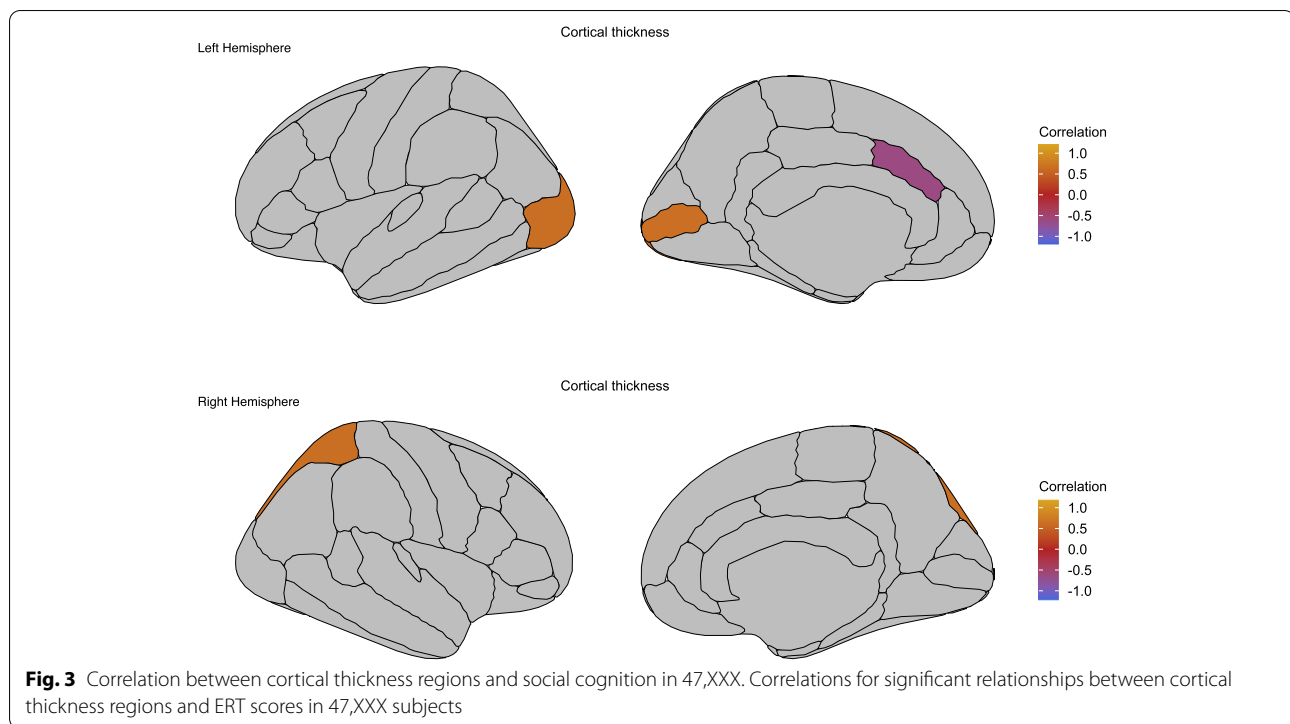 Cortical thickness
Left Hemisphere
Correlation
1.0
0.5
0.0
-0.5
-1.0
Cortical thickness
Right Hemisphere
Correlation
1.0
0.5
0.0
-0.5
-1.0
Fig. 3 Correlation between cortical thickness regions and social cognition in 47,XXX. Correlations for significant relationships between cortical
thickness regions and ERT scores in 47,XXX subjects